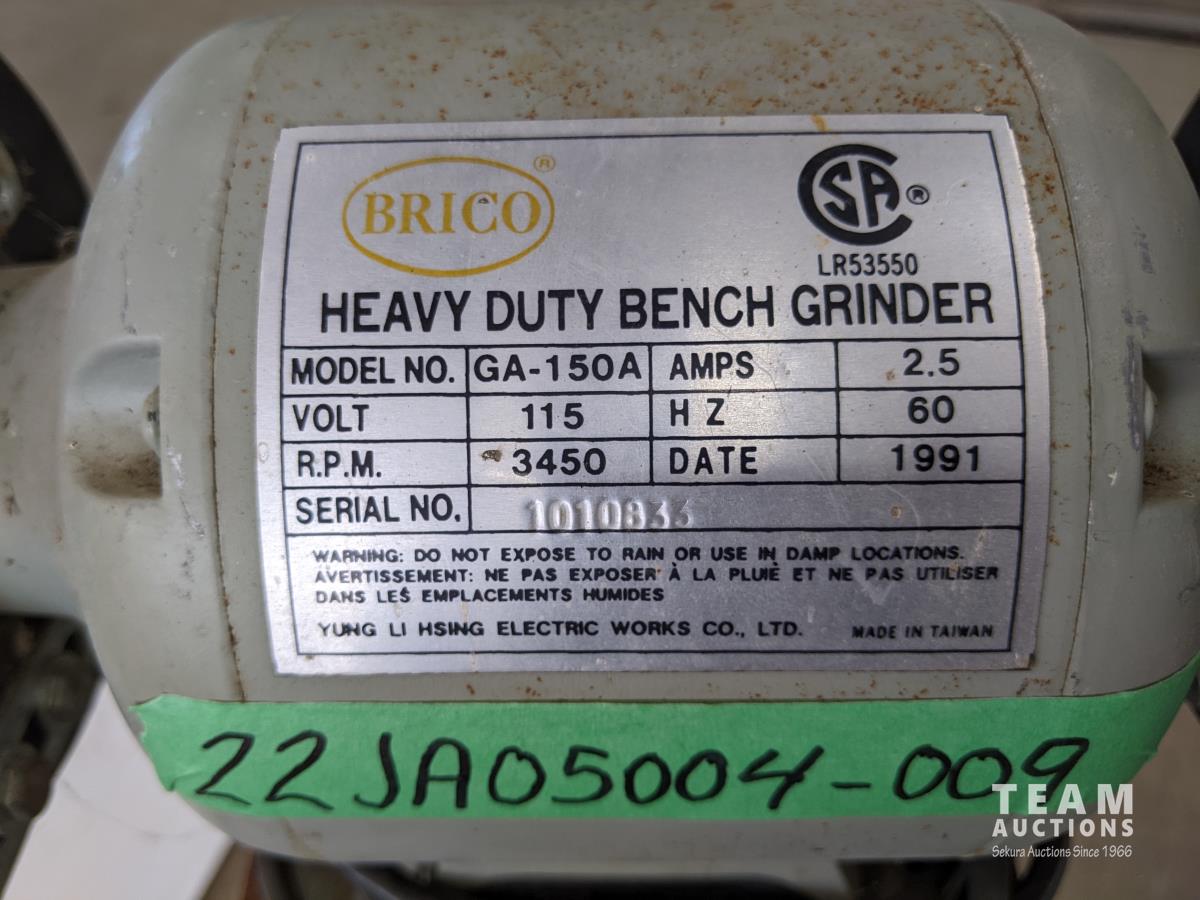 BRICO®
CSA®
LR53550
HEAVY DUTY BENCH GRINDER
MODEL NO. GA-150A AMPS 2.5
VOLT 115 HZ 60
R.P.M. 3450 DATE 1991
SERIAL NO. 1010833
WARNING: DO NOT EXPOSE TO RAIN OR USE IN DAMP LOCATIONS.
AVERTISSEMENT: NE PAS EXPOSER À LA PLUIE ET NE PAS UTILISER
DANS LES EMPLACEMENTS HUMIDES
YUNG LI HSING ELECTRIC WORKS CO., LTD. MADE IN TAIWAN
22JA05004-009
TEAM
AUCTIONS
Sekura Auctions Since 1966